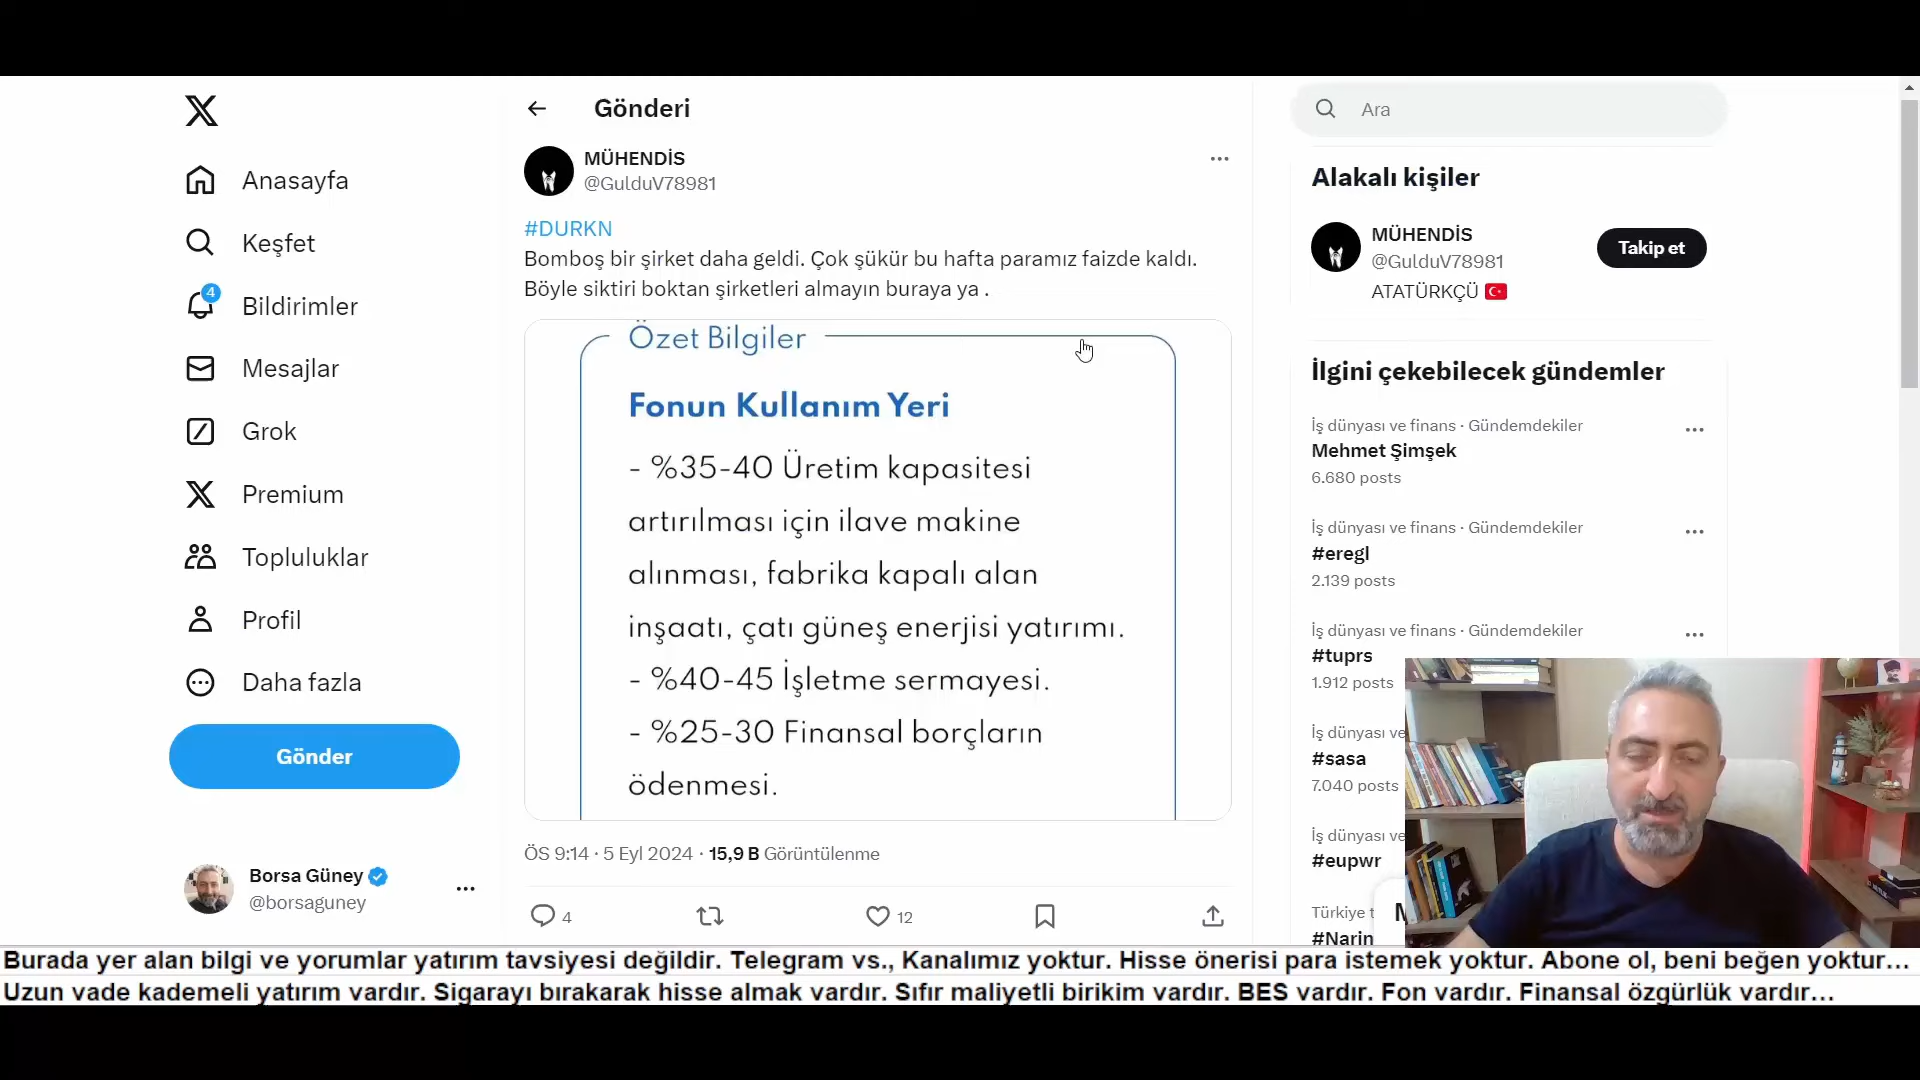 Anasayfa
Keşfet
4
Bildirimler
Mesajlar
Grok
Premium
Topluluklar
Profil
Daha fazla
Gönder
Borsa Güney
@borsaguney
Gönderi
MÜHENDİS
@GulduV78981
#DURKN
Bomboş bir şirket daha geldi. Çok şükür bu hafta paramız faizde kaldı.
Böyle siktiri boktan şirketleri almayın buraya ya .
Özet Bilgiler
Fonun Kullanım Yeri
- %35-40 Üretim kapasitesi
artırılması için ilave makine
alınması, fabrika kapalı alan
inşaatı, çatı güneş enerjisi yatırımı.
- %40-45 İşletme sermayesi.
- %25-30 Finansal borçların
ödenmesi.
ÖS 9:14 · 5 Eyl 2024 · 15,9 B Görüntülenme
4
12
Ara
Alakalı kişiler
MÜHENDİS
@GulduV78981
Takip et
ATATÜRKÇÜ
İlgini çekebilecek gündemler
İş dünyası ve finans · Gündemdekiler
Mehmet Şimşek
6.680 posts
İş dünyası ve finans · Gündemdekiler
#eregl
2.139 posts
İş dünyası ve finans · Gündemdekiler
#tuprs
1.912 posts
İş dünyası ve
#sasa
7.040 posts
İş dünyası ve
#eupwr
Türkiye t
#Narin
Burada yer alan bilgi ve yorumlar yatırım tavsiyesi değildir. Telegram vs., Kanalımız yoktur. Hisse önerisi para istemek yoktur. Abone ol, beni beğen yoktur...
Uzun vade kademeli yatırım vardır. Sigarayı bırakarak hisse almak vardır. Sıfır maliyetli birikim vardır. BES vardır. Fon vardır. Finansal özgürlük vardır...